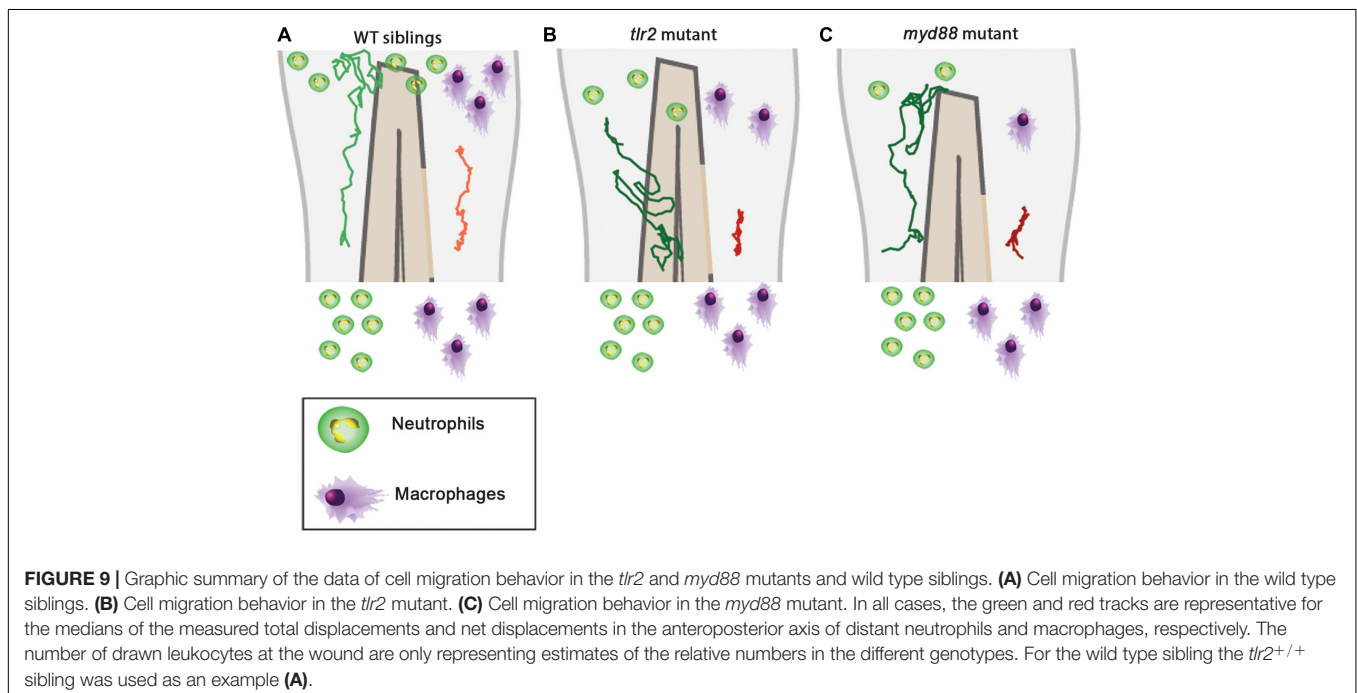 A
WT siblings
B
tlr2 mutant
C
myd88 mutant
Neutrophils
Macrophages
FIGURE 9 | Graphic summary of the data of cell migration behavior in the tlr2 and myd88 mutants and wild type siblings. (A) Cell migration behavior in the wild type
siblings. (B) Cell migration behavior in the tlr2 mutant. (C) Cell migration behavior in the myd88 mutant. In all cases, the green and red tracks are representative for
the medians of the measured total displacements and net displacements in the anteroposterior axis of distant neutrophils and macrophages, respectively. The
number of drawn leukocytes at the wound are only representing estimates of the relative numbers in the different genotypes. For the wild type sibling the tlr2+/+
sibling was used as an example (A).